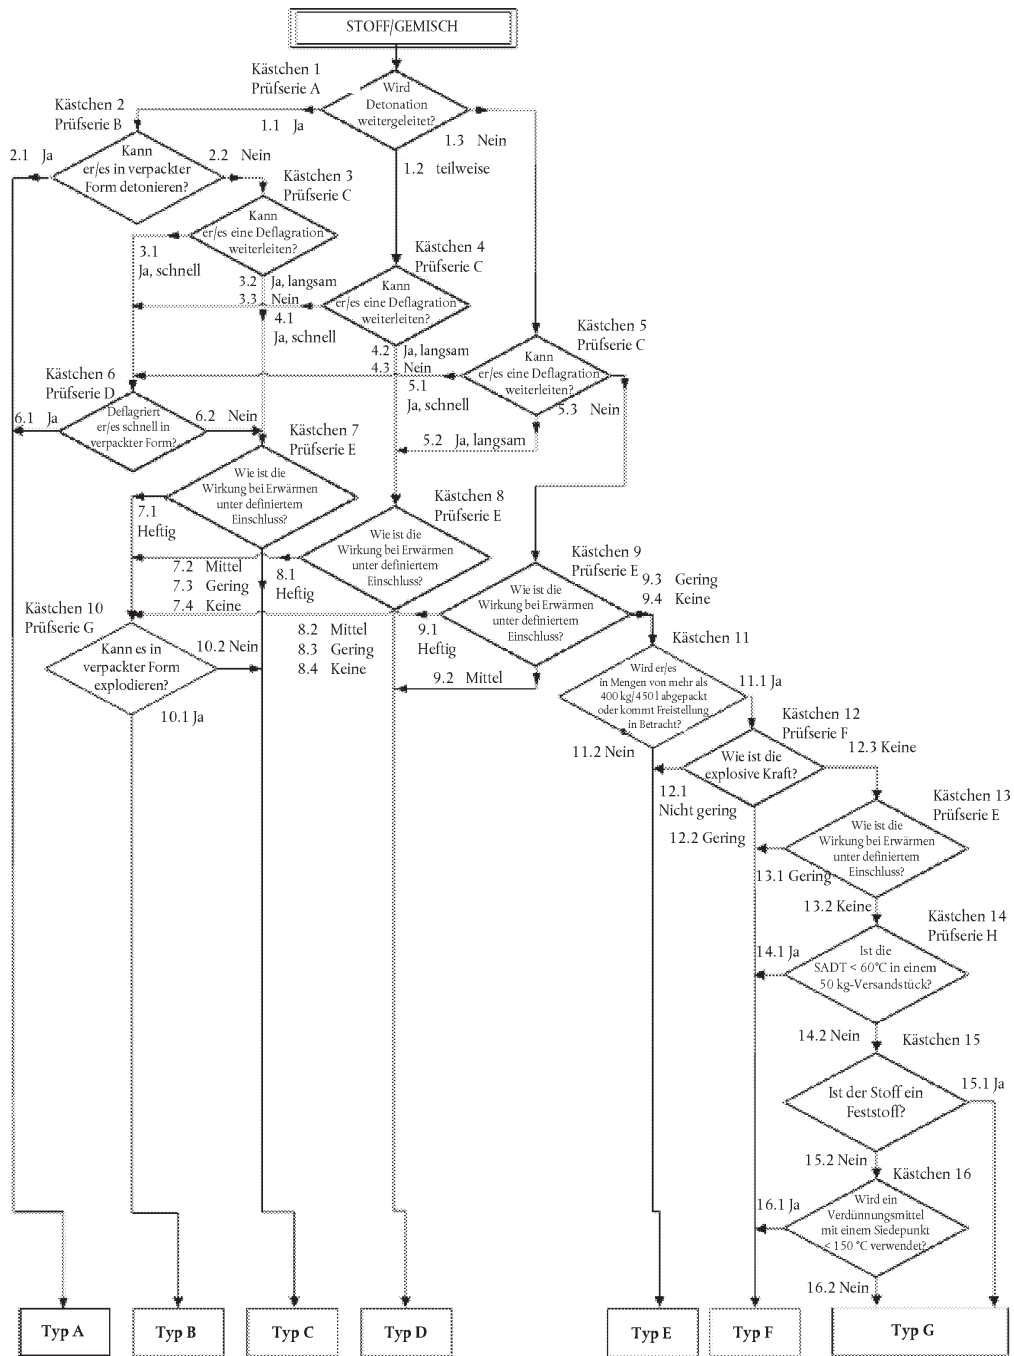 STOFF/GEMISCH
Kästchen 1
Prüfserie A
Wird
Detonation
weitergeleitet?
1.1 Ja
1.3 Nein
1.2 teilweise
Kästchen 2
Prüfserie B
2.1 Ja
2.2 Nein
Kann
er/es in verpackter
Form detonieren?
Kästchen 3
Prüfserie C
Kann
er/es eine Deflagration
weiterleiten?
3.1
Ja, schnell
3.2 Ja, langsam
3.3 Nein
Kästchen 4
Prüfserie C
Kann
er/es eine Deflagration
weiterleiten?
4.1
Ja, schnell
4.2 Ja, langsam
4.3 Nein
Kästchen 5
Prüfserie C
Kann
er/es eine Deflagration
weiterleiten?
5.1
Ja, schnell
5.3 Nein
5.2 Ja, langsam
Kästchen 6
Prüfserie D
6.1 Ja
6.2 Nein
Deflagriert
er/es schnell in
verpackter Form?
Kästchen 7
Prüfserie E
Wie ist die
Wirkung bei Erwärmen
unter definiertem
Einschluss?
7.1
Heftig
7.2 Mittel
7.3 Gering
7.4 Keine
Kästchen 8
Prüfserie E
Wie ist die
Wirkung bei Erwärmen
unter definiertem
Einschluss?
8.1
Heftig
8.2 Mittel
8.3 Gering
8.4 Keine
Kästchen 9
Prüfserie E
Wie ist die
Wirkung bei Erwärmen
unter definiertem
Einschluss?
9.3 Gering
9.4 Keine
9.1
Heftig
9.2 Mittel
Kästchen 10
Prüfserie G
Kann es in
verpackter Form
explodieren?
10.2 Nein
10.1 Ja
Kästchen 11
Wird er/es
in Mengen von mehr als
400 kg/450 l abgepackt
oder kommt Freistellung
in Betracht?
11.1 Ja
11.2 Nein
Kästchen 12
Prüfserie F
Wie ist die
explosive Kraft?
12.3 Keine
12.1
Nicht gering
12.2 Gering
Kästchen 13
Prüfserie E
Wie ist die
Wirkung bei Erwärmen
unter definiertem
Einschluss?
13.1 Gering
13.2 Keine
Kästchen 14
Prüfserie H
14.1 Ja
Ist die
SADT < 60°C in einem
50 kg-Versandstück?
14.2 Nein
Kästchen 15
Ist der Stoff ein
Feststoff?
15.1 Ja
15.2 Nein
Kästchen 16
16.1 Ja
Wird ein
Verdünnungsmittel
mit einem Siedepunkt
< 150 °C verwendet?
16.2 Nein
Typ A
Typ B
Typ C
Typ D
Typ E
Typ F
Typ G